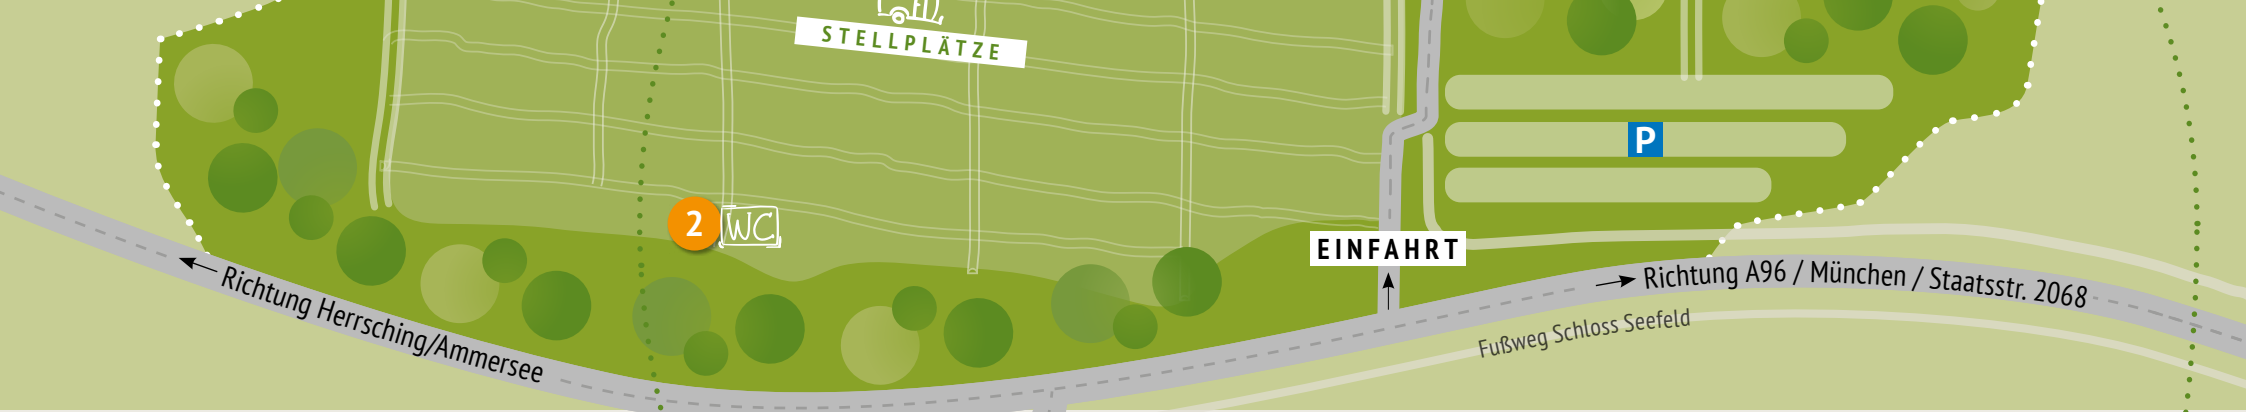 STELLPLÄTZE
P
2 WC
EINFAHRT
Richtung Herrsching/Ammersee
Richtung A96 / München / Staatsstr. 2068
Fußweg Schloss Seefeld